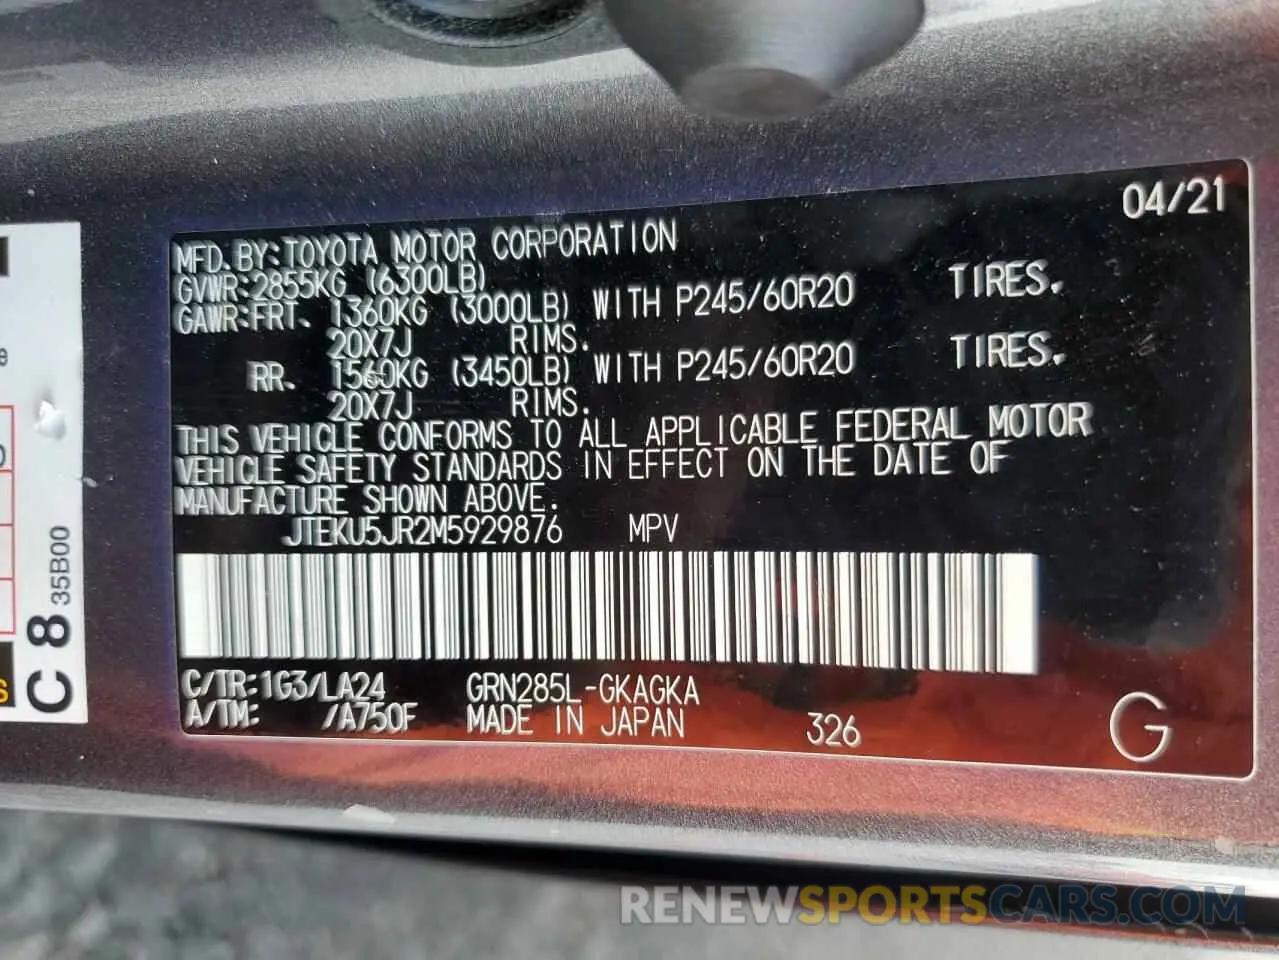 04/21
MFD.BY:TOYOTA MOTOR CORPORATION
GVWR:2855KG (6300LB)
GAWR:FRT. 1360KG (3000LB) WITH P245/60R20 TIRES.
20X7J RIMS.
RR. 1560KG (3450LB) WITH P245/60R20 TIRES.
20X7J RIMS.
THIS VEHICLE CONFORMS TO ALL APPLICABLE FEDERAL MOTOR
VEHICLE SAFETY STANDARDS IN EFFECT ON THE DATE OF
MANUFACTURE SHOWN ABOVE.
JTEKU5JR2M5929876 MPV
C/TR:1G3/LA24 GRN285L-GKAGKA
A/TM: /A750F MADE IN JAPAN 326
G
C 8 35B00
RENEWSPORTSCARS.COM